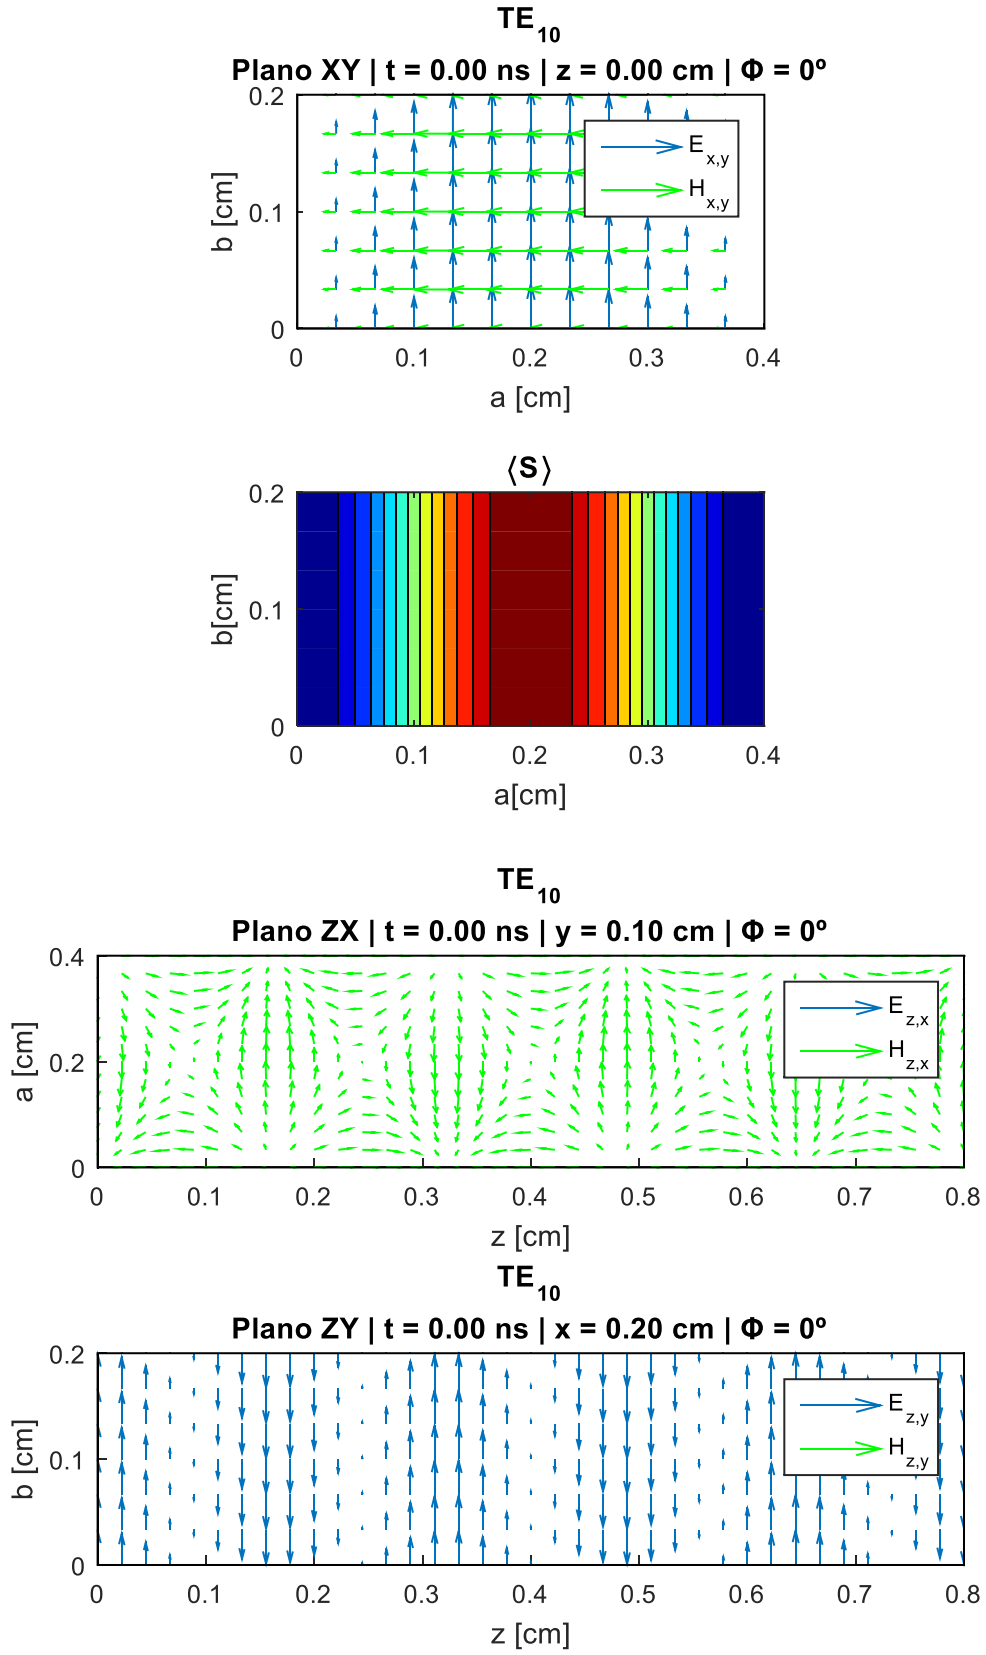 TE10
Plano XY | t = 0.00 ns | z = 0.00 cm | Φ = 0º
0.2
0.1
0
b [cm]
Ex,y
Hx,y
0 0.1 0.2 0.3 0.4
a [cm]
⟨S⟩
0.2
0.1
0
b[cm]
0 0.1 0.2 0.3 0.4
a[cm]
TE10
Plano ZX | t = 0.00 ns | y = 0.10 cm | Φ = 0º
0.4
0.2
0
a [cm]
Ez,x
Hz,x
0 0.1 0.2 0.3 0.4 0.5 0.6 0.7 0.8
z [cm]
TE10
Plano ZY | t = 0.00 ns | x = 0.20 cm | Φ = 0º
0.2
0.1
0
b [cm]
Ez,y
Hz,y
0 0.1 0.2 0.3 0.4 0.5 0.6 0.7 0.8
z [cm]